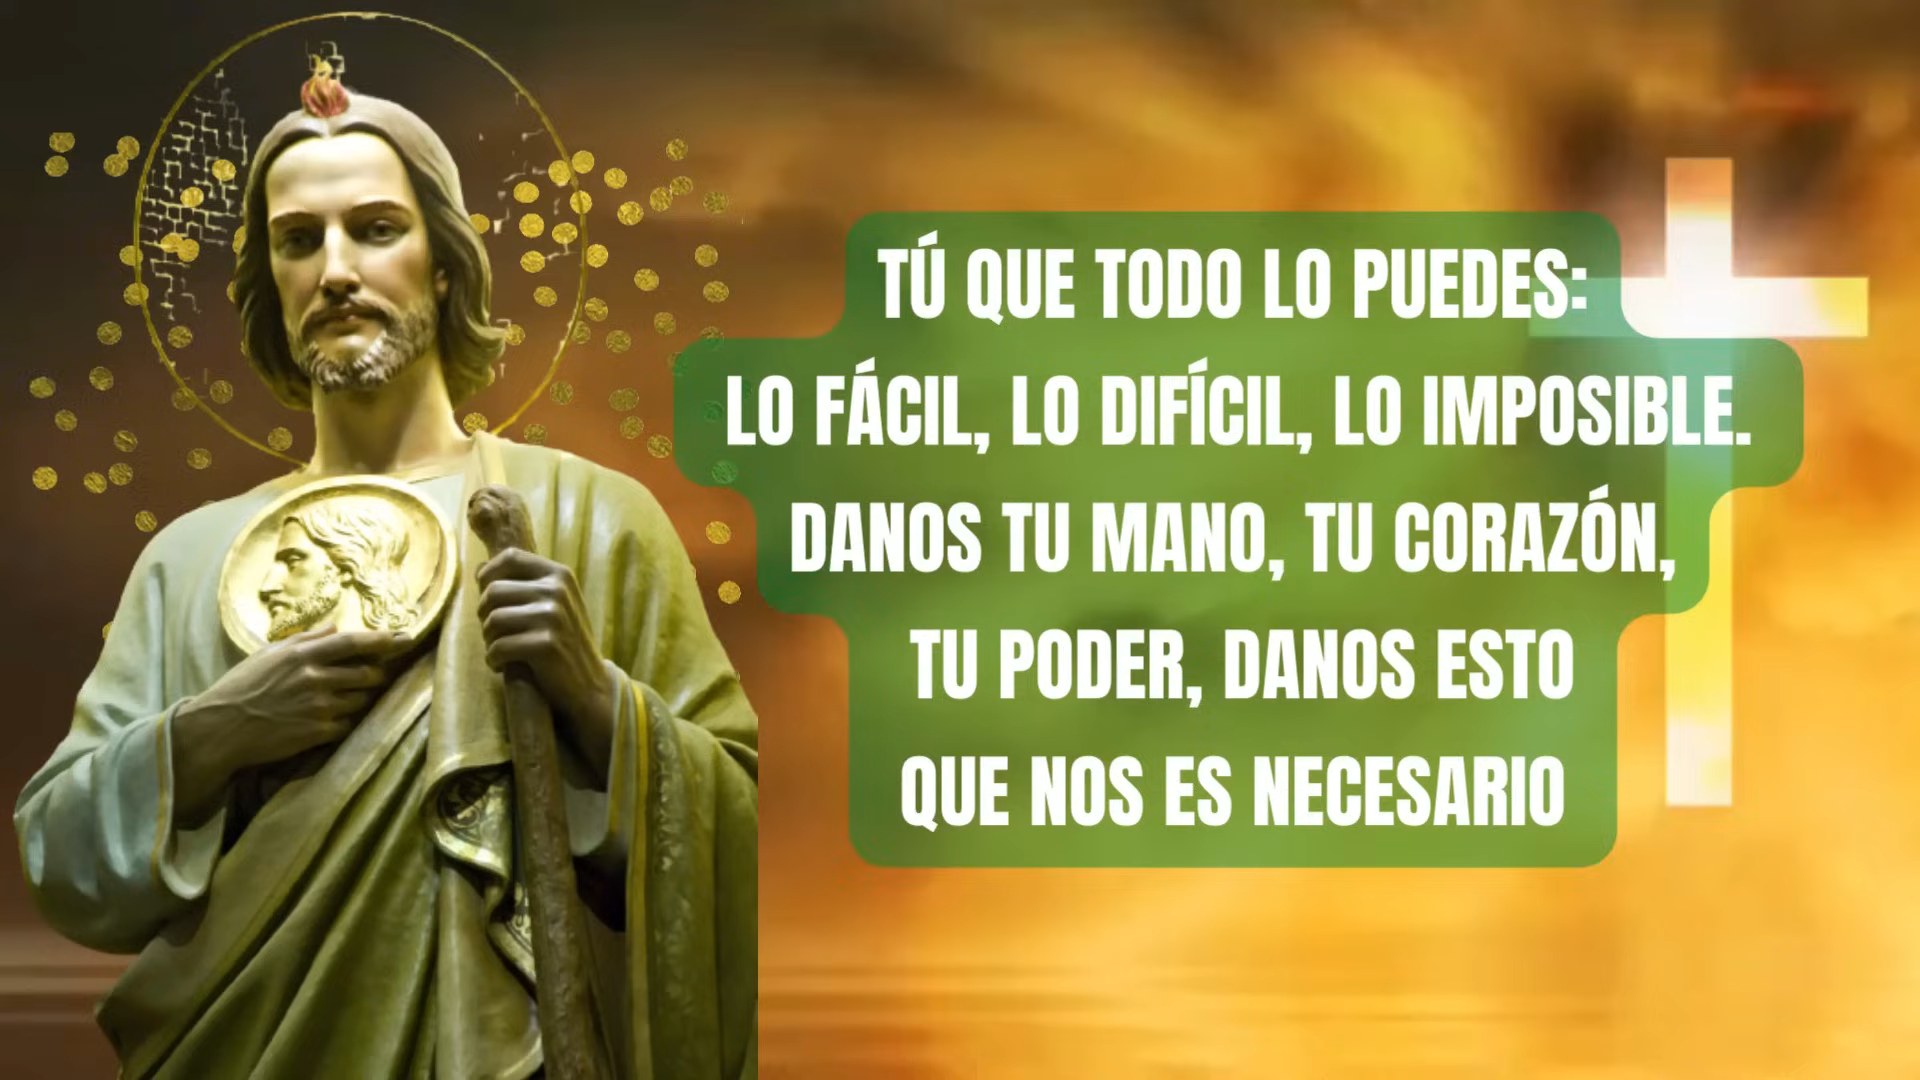 TÚ QUE TODO LO PUEDES:
LO FÁCIL, LO DIFÍCIL, LO IMPOSIBLE.
DANOS TU MANO, TU CORAZÓN,
TU PODER, DANOS ESTO
QUE NOS ES NECESARIO